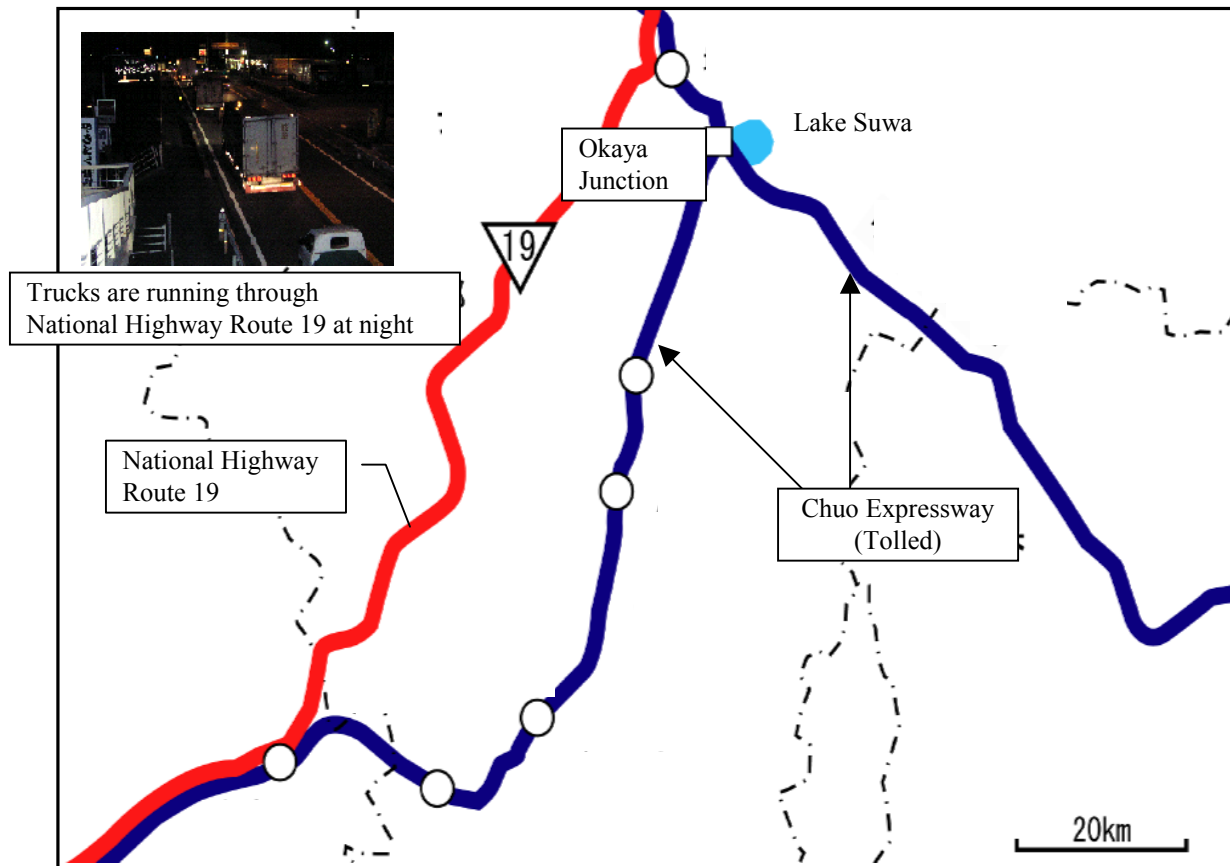 Lake Suwa
Okaya
Junction
19
Trucks are running through
National Highway Route 19 at night
National Highway
Route 19
Chuo Expressway
(Tolled)
20km